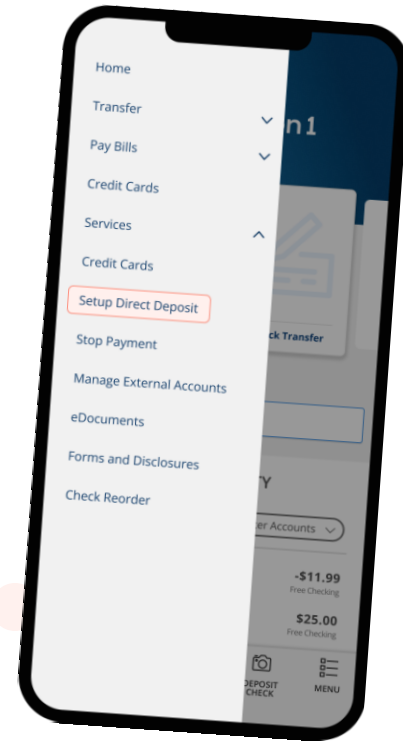 Home
Transfer
Pay Bills
Credit Cards
Services
Credit Cards
Setup Direct Deposit
Stop Payment
Manage External Accounts
eDocuments
Forms and Disclosures
Check Reorder
n1
ck Transfer
TY
er Accounts
-$11.99
Free Checking
$25.00
Free Checking
DEPOSIT
CHECK
MENU